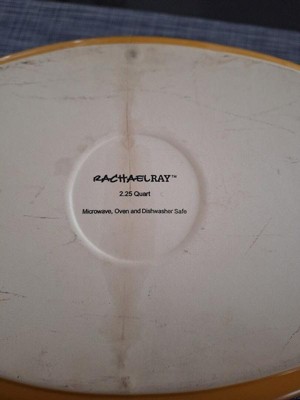 RACHAELRAY™
2.25 Quart
Microwave, Oven and Dishwasher Safe